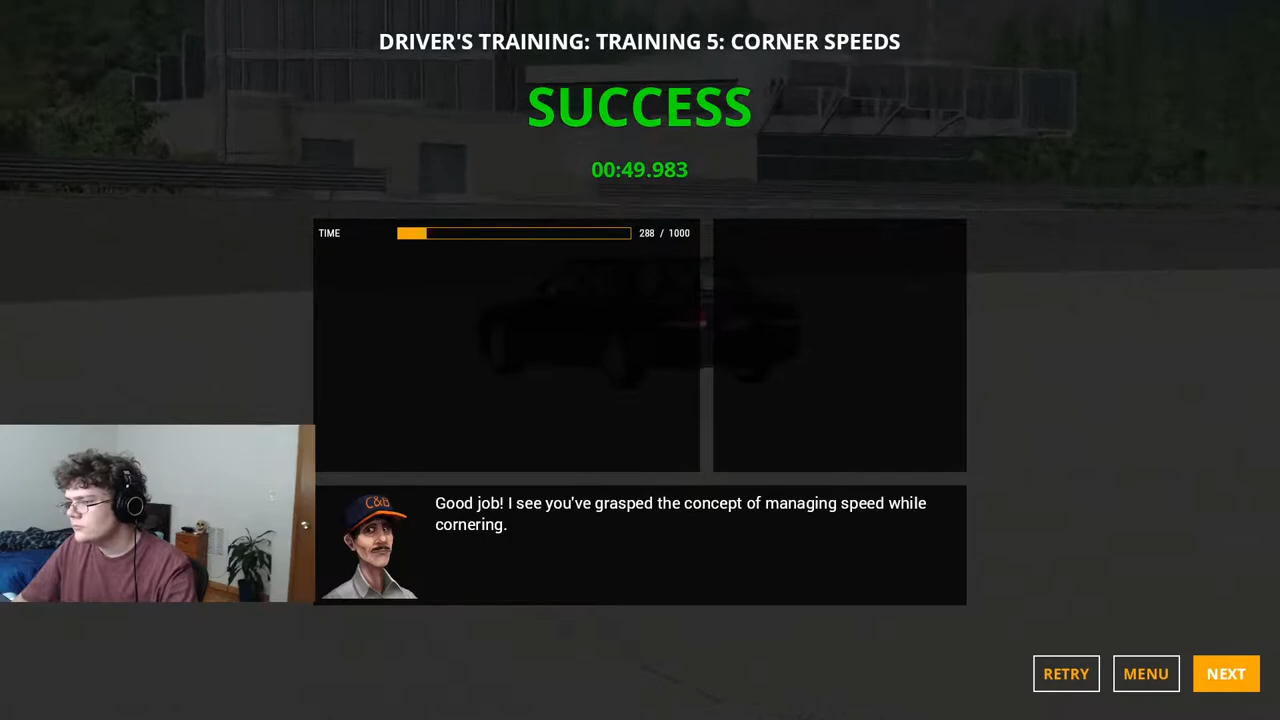 DRIVER'S TRAINING: TRAINING 5: CORNER SPEEDS
SUCCESS
00:49.983
TIME 288 / 1000
C&B
Good job! I see you've grasped the concept of managing speed while
cornering.
RETRY MENU NEXT